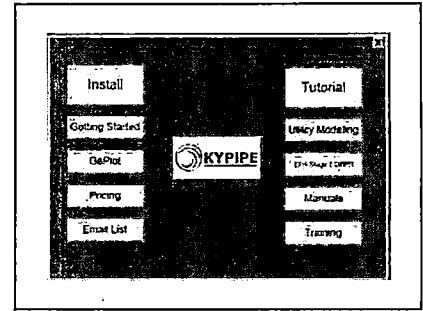 Install
Getting Started
GoPlot
Pricing
Email List
KYPIPE
Tutorial
Utility Modeling
Manuals
Training